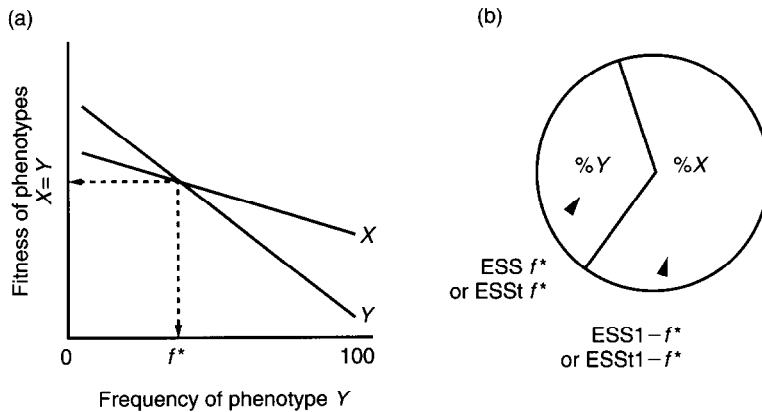 (a)
Fitness of phenotypes
X = Y
X
Y
0
f*
100
Frequency of phenotype Y
(b)
%Y
%X
ESS f*
or ESSt f*
ESS1−f*
or ESSt1−f*